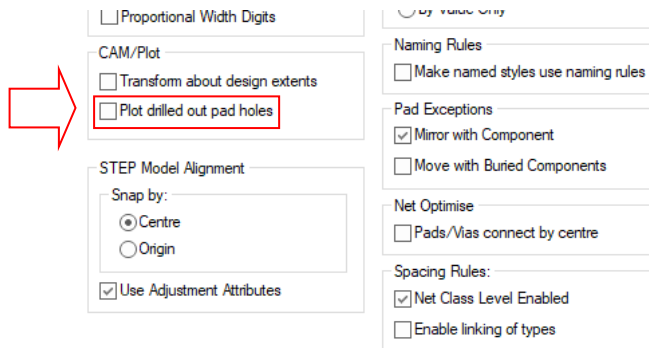 Proportional Width Digits
CAM/Plot
Transform about design extents
Plot drilled out pad holes
STEP Model Alignment
Snap by:
Centre
Origin
Use Adjustment Attributes
By Value Only
Naming Rules
Make named styles use naming rules
Pad Exceptions
Mirror with Component
Move with Buried Components
Net Optimise
Pads/Vias connect by centre
Spacing Rules:
Net Class Level Enabled
Enable linking of types